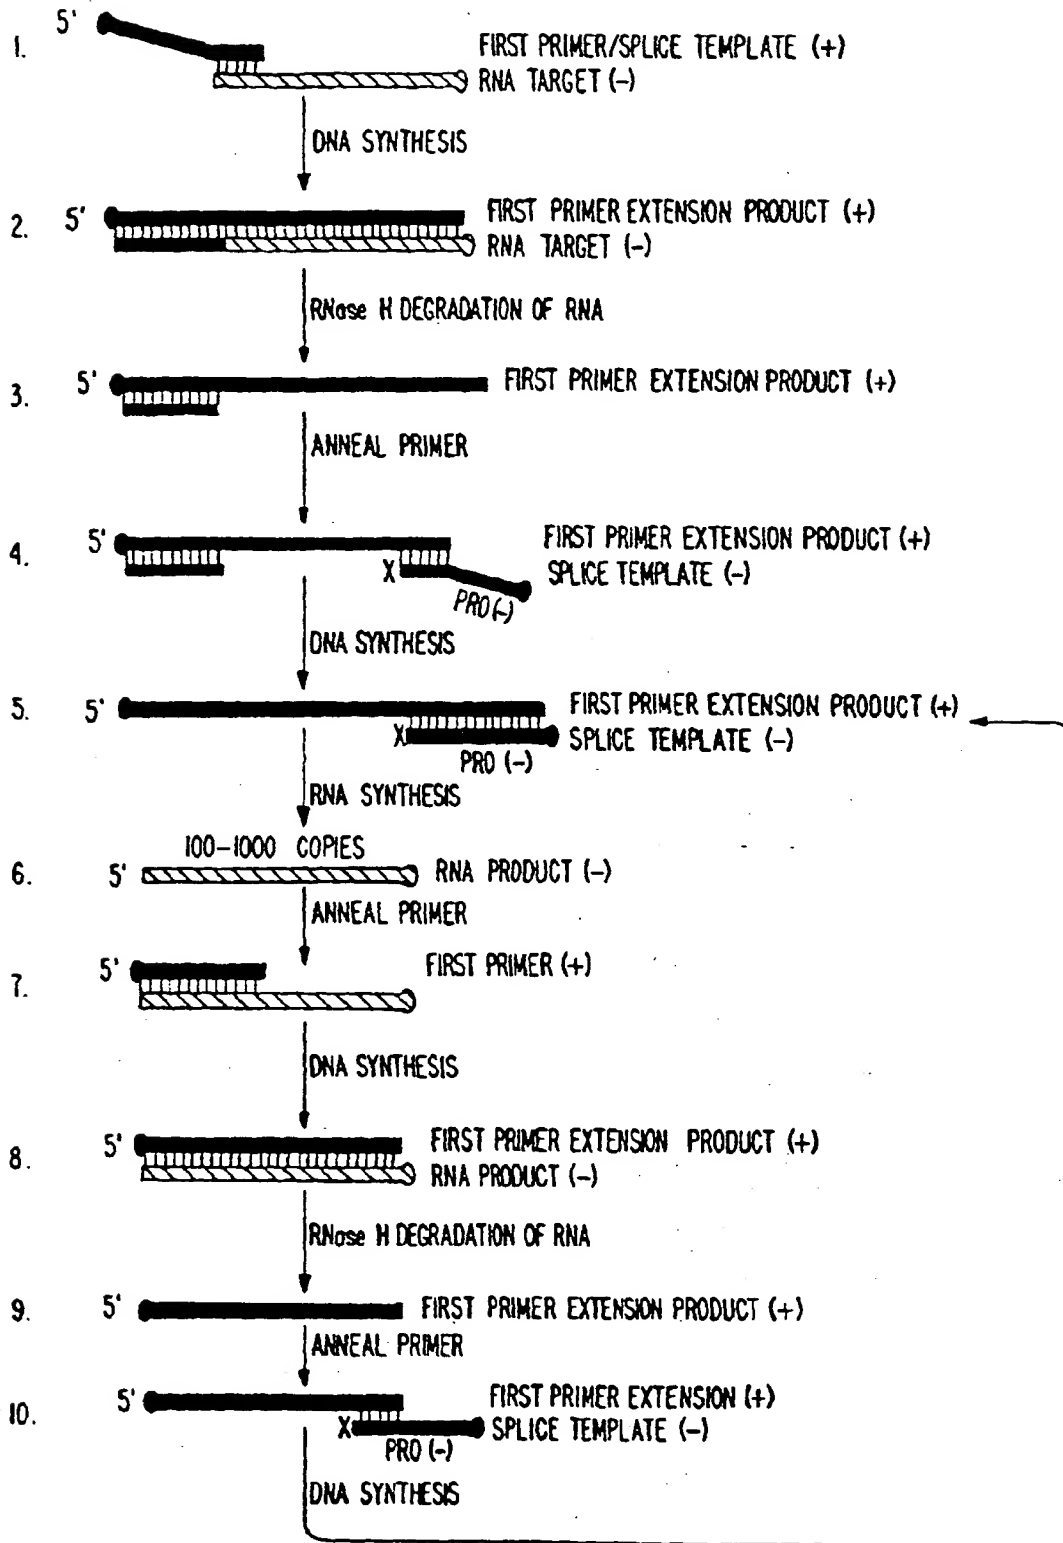 5'
1.
FIRST PRIMER/SPLICE TEMPLATE (+)
RNA TARGET (-)
DNA SYNTHESIS
2.
5'
FIRST PRIMER EXTENSION PRODUCT (+)
RNA TARGET (-)
RNase H DEGRADATION OF RNA
3.
5'
FIRST PRIMER EXTENSION PRODUCT (+)
ANNEAL PRIMER
4.
5'
FIRST PRIMER EXTENSION PRODUCT (+)
X
SPLICE TEMPLATE (-)
PRO(-)
DNA SYNTHESIS
5.
5'
FIRST PRIMER EXTENSION PRODUCT (+)
X
SPLICE TEMPLATE (-)
PRO (-)
RNA SYNTHESIS
100-1000 COPIES
6.
5'
RNA PRODUCT (-)
ANNEAL PRIMER
7.
5'
FIRST PRIMER (+)
DNA SYNTHESIS
8.
5'
FIRST PRIMER EXTENSION PRODUCT (+)
RNA PRODUCT (-)
RNase H DEGRADATION OF RNA
9.
5'
FIRST PRIMER EXTENSION PRODUCT (+)
ANNEAL PRIMER
10.
5'
FIRST PRIMER EXTENSION (+)
X
SPLICE TEMPLATE (-)
PRO (-)
DNA SYNTHESIS